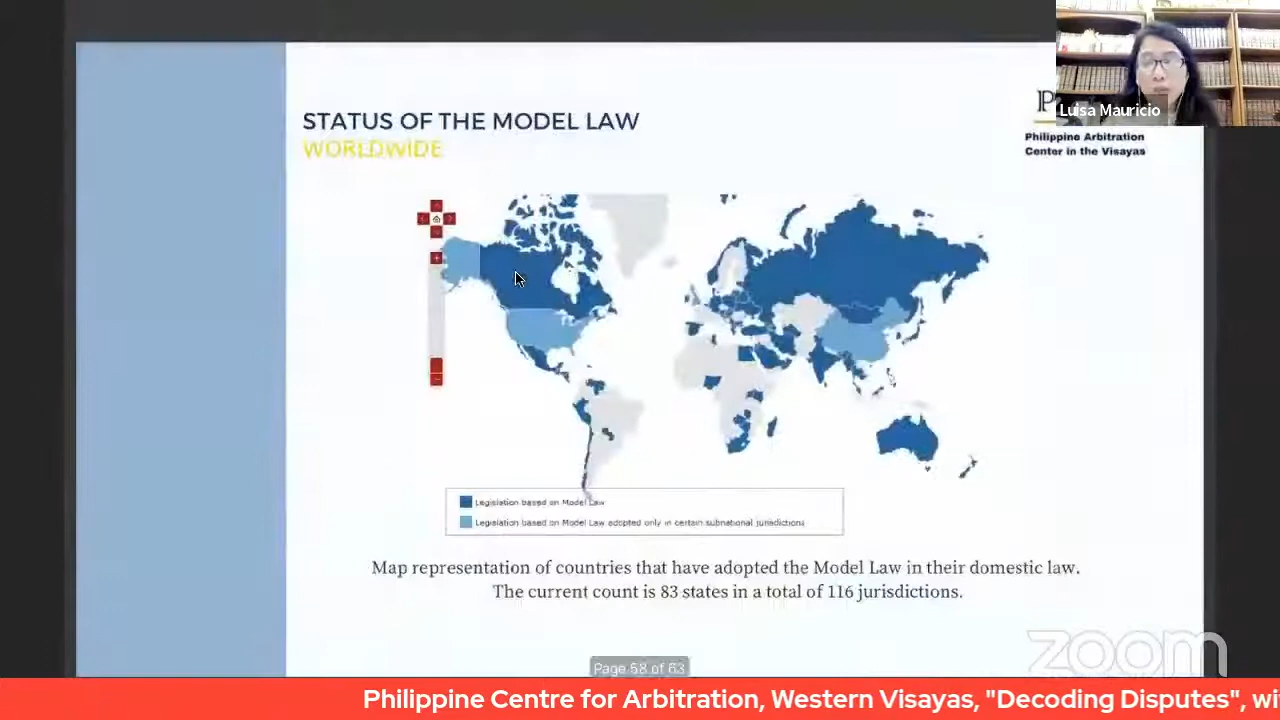 STATUS OF THE MODEL LAW
WORLDWIDE
P
Luisa Mauricio
Philippine Arbitration
Center in the Visayas
Legislation based on Model Law
Legislation based on Model Law adopted only in certain subnational jurisdictions
Map representation of countries that have adopted the Model Law in their domestic law.
The current count is 83 states in a total of 116 jurisdictions.
zoom
Page 58 of 63
Philippine Centre for Arbitration, Western Visayas, "Decoding Disputes", wi